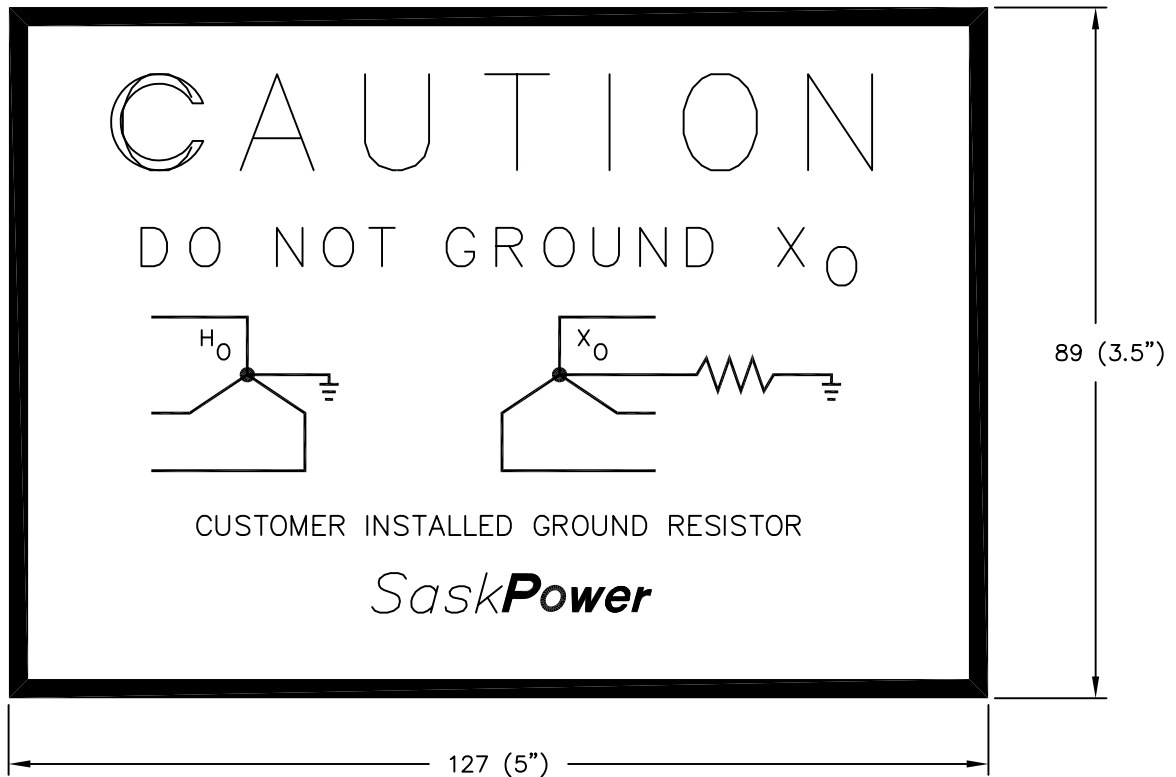 CAUTION
DO NOT GROUND X₀
H₀
X₀
89 (3.5")
CUSTOMER INSTALLED GROUND RESISTOR
SaskPower
127 (5")